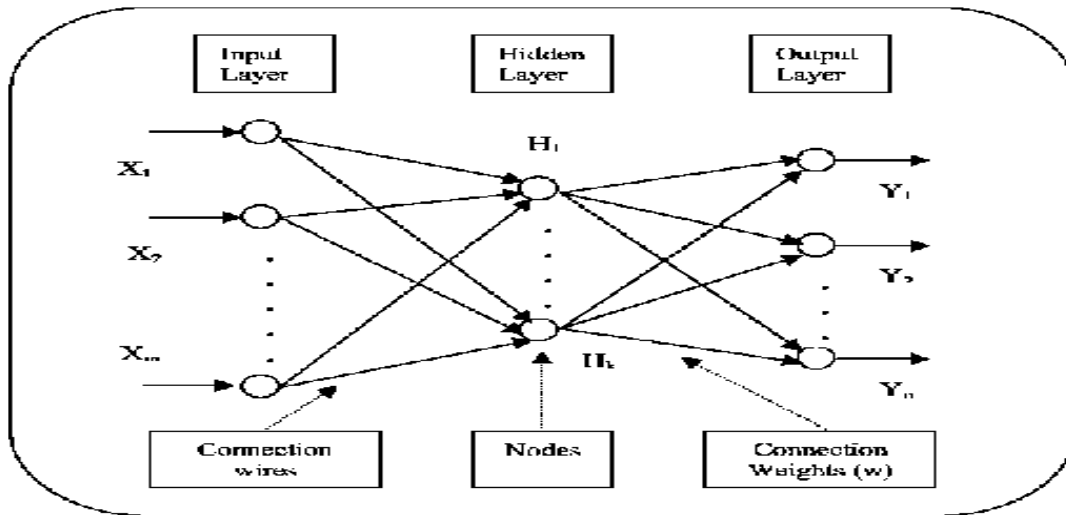 Input
Layer
Hidden
Layer
Output
Layer
H₁
X₁
Y₁
X₂
Y₂
Xₘ
Hₖ
Yₙ
Connection
wires
Nodes
Connection
Weights (w)